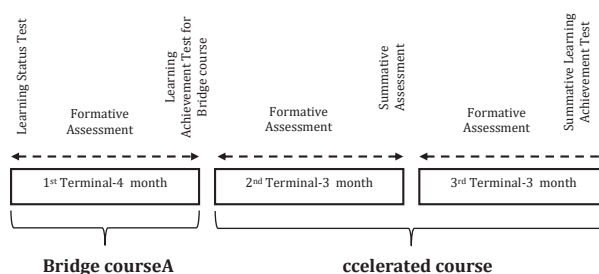 Learning Status Test
Formative
Assessment
Learning
Achievement Test for
Bridge course
Formative
Assessment
Summative
Assessment
Formative
Assessment
Summative Learning
Achievement Test
1st Terminal-4 month
2nd Terminal-3 month
3rd Terminal-3 month
Bridge courseA
ccelerated course